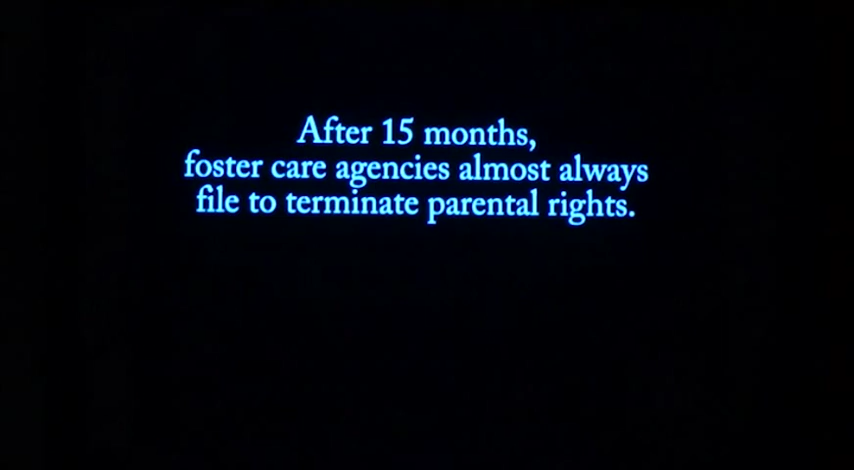 After 15 months,
foster care agencies almost always
file to terminate parental rights.